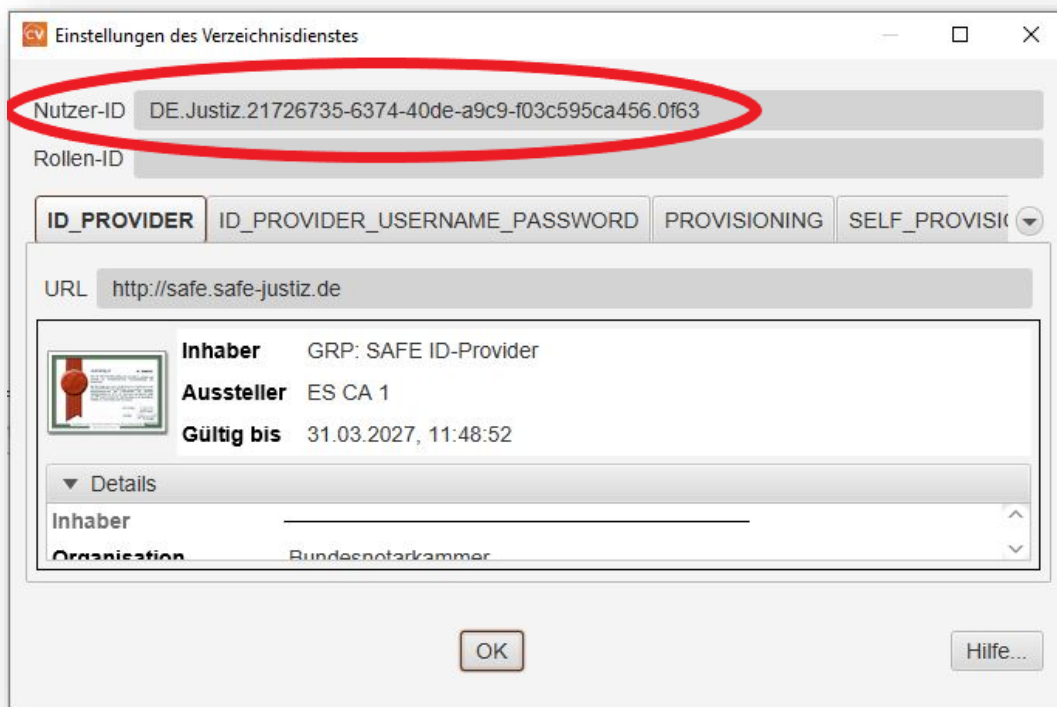 CV Einstellungen des Verzeichnisdienstes
Nutzer-ID DE.Justiz.21726735-6374-40de-a9c9-f03c595ca456.0f63
Rollen-ID
ID_PROVIDER ID_PROVIDER_USERNAME_PASSWORD PROVISIONING SELF_PROVISI
URL http://safe.safe-justiz.de
Inhaber GRP: SAFE ID-Provider
Aussteller ES CA 1
Gültig bis 31.03.2027, 11:48:52
Details
Inhaber
Organisation Bundesnotarkammer
OK Hilfe...